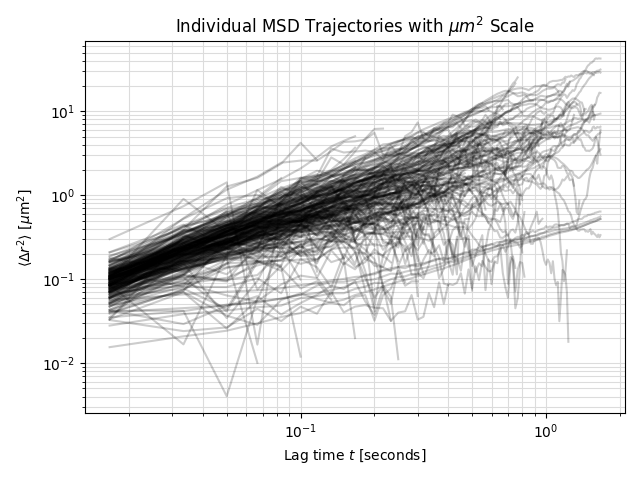 Individual MSD Trajectories with μm² Scale
⟨Δr²⟩ [μm²]
10¹
10⁰
10⁻¹
10⁻²
10⁻¹ 10⁰
Lag time t [seconds]